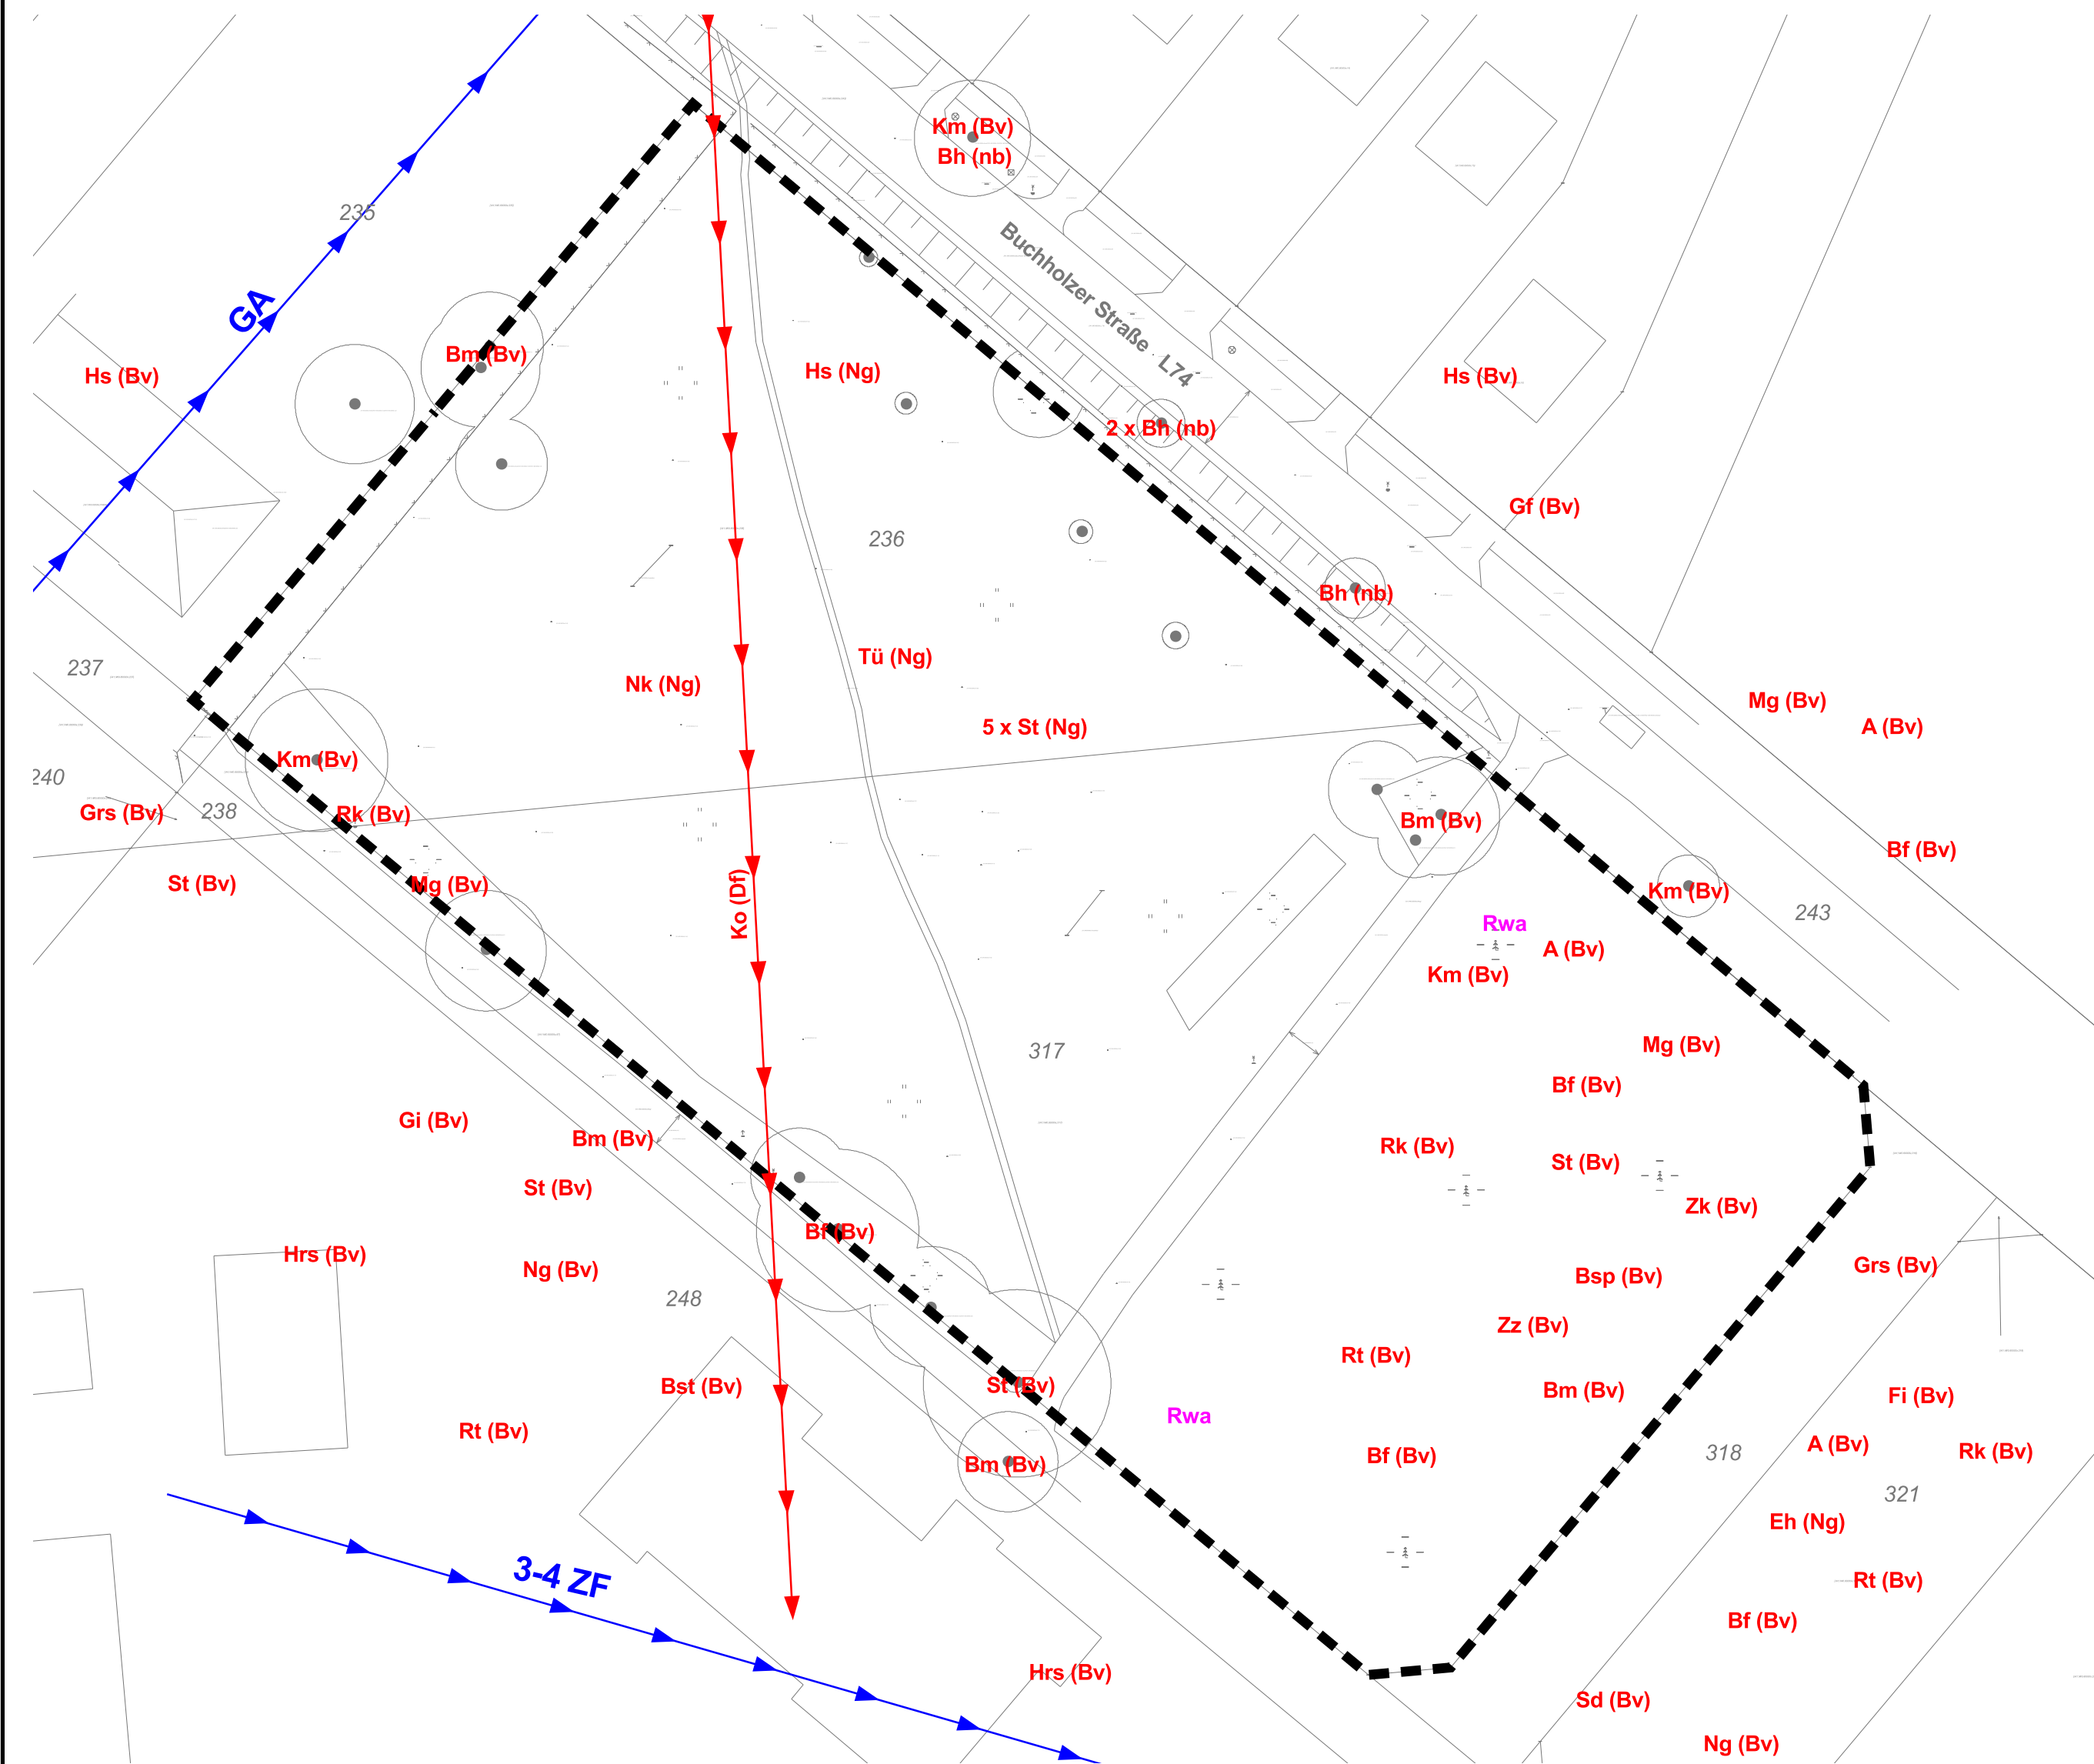 Km (Bv)
Bh (nb)
235
Buchholzer Straße L74
GA
Bm (Bv)
Hs (Bv)
Hs (Ng)
Hs (Bv)
2 x Bh (nb)
Gf (Bv)
236
Bh (nb)
237
Tü (Ng)
Nk (Ng)
Mg (Bv)
5 x St (Ng)
A (Bv)
Km (Bv)
240
Grs (Bv)
238
Rk (Bv)
Bm (Bv)
Bf (Bv)
St (Bv)
Mg (Bv)
Km (Bv)
Ko (Df)
243
Rwa
A (Bv)
Km (Bv)
317
Mg (Bv)
Bf (Bv)
Gi (Bv)
Bm (Bv)
Rk (Bv)
St (Bv)
St (Bv)
Zk (Bv)
Bf (Bv)
Hrs (Bv)
Ng (Bv)
Grs (Bv)
Bsp (Bv)
248
Zz (Bv)
Rt (Bv)
Bst (Bv)
St (Bv)
Bm (Bv)
Fi (Bv)
Rwa
Rt (Bv)
A (Bv)
Rk (Bv)
Bf (Bv)
318
Bm (Bv)
321
Eh (Ng)
3-4 ZF
Rt (Bv)
Bf (Bv)
Hrs (Bv)
Sd (Bv)
Ng (Bv)